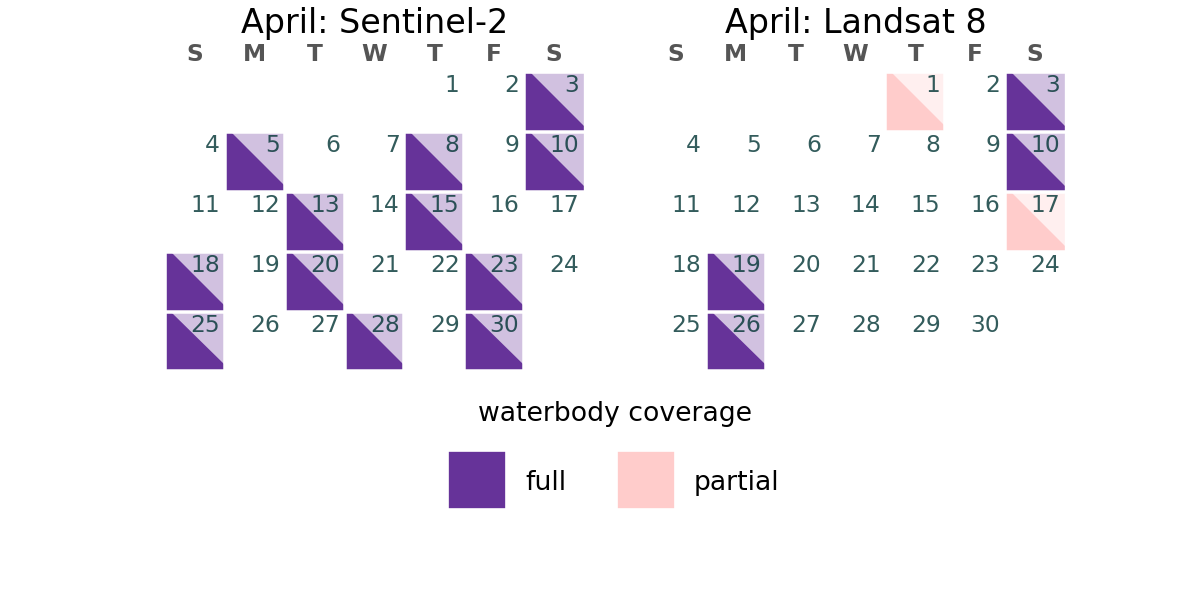 April: Sentinel-2
S M T W T F S
1 2 3
4 5 6 7 8 9 10
11 12 13 14 15 16 17
18 19 20 21 22 23 24
25 26 27 28 29 30
April: Landsat 8
S M T W T F S
1 2 3
4 5 6 7 8 9 10
11 12 13 14 15 16 17
18 19 20 21 22 23 24
25 26 27 28 29 30
waterbody coverage
full partial